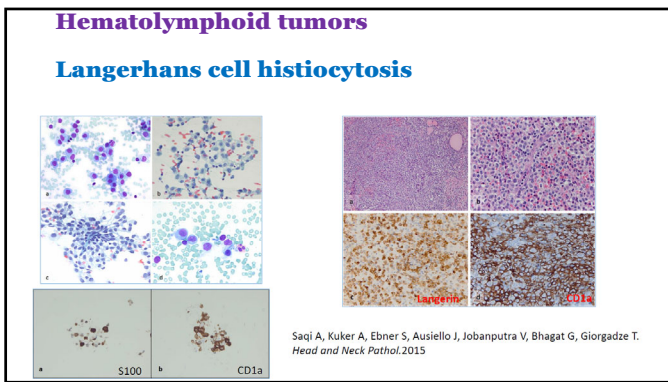 Hematolymphoid tumors
Langerhans cell histiocytosis
a
b
c
d
a
S100
b
CD1a
a
b
c
Langerin
d
CD1a
Saqi A, Kuker A, Ebner S, Ausiello J, Jobanputra V, Bhagat G, Giorgadze T.
Head and Neck Pathol.2015